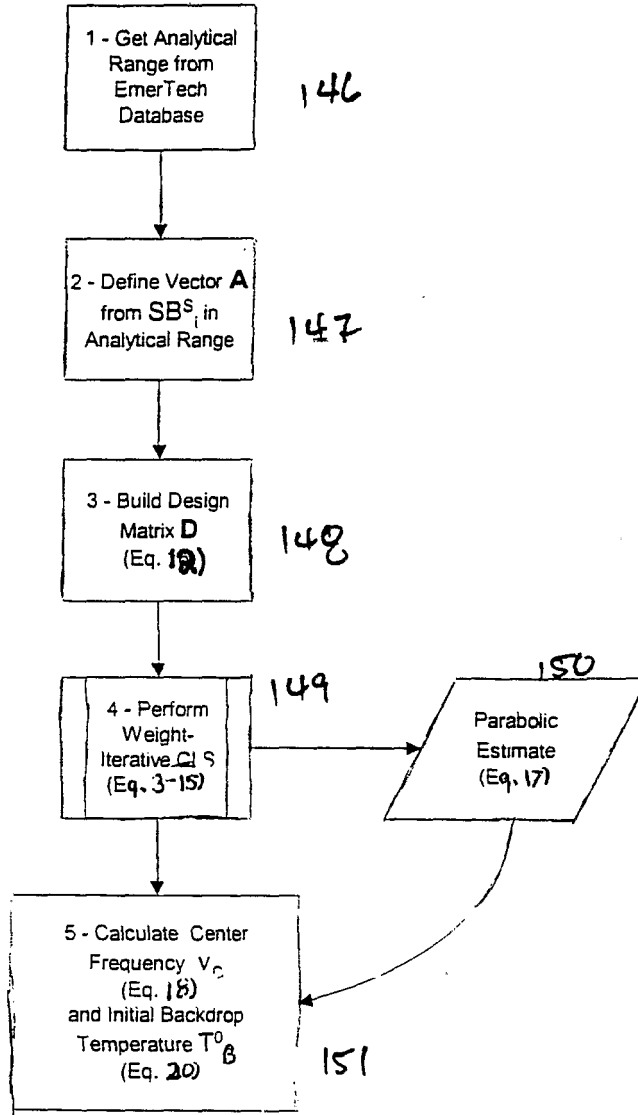 1 - Get Analytical
Range from
EmerTech
Database
146
2 - Define Vector A
from SB^S_i in
Analytical Range
147
3 - Build Design
Matrix D
(Eq. 12)
148
149
4 - Perform
Weight-
Iterative CLS
(Eq. 3-15)
150
Parabolic
Estimate
(Eq. 17)
5 - Calculate Center
Frequency ν_C
(Eq. 18)
and Initial Backdrop
Temperature T^0_B
(Eq. 20)
151